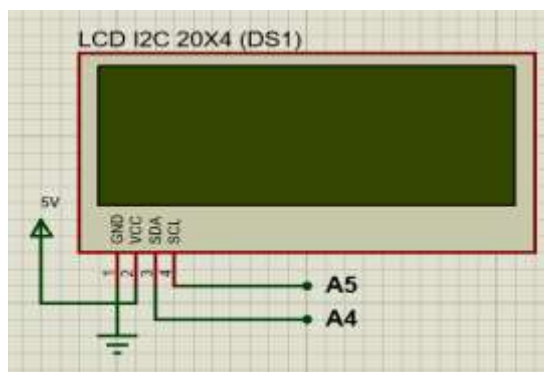 LCD I2C 20X4 (DS1)
5V
GND
VCC
SDA
SCL
1
2
3
4
A5
A4